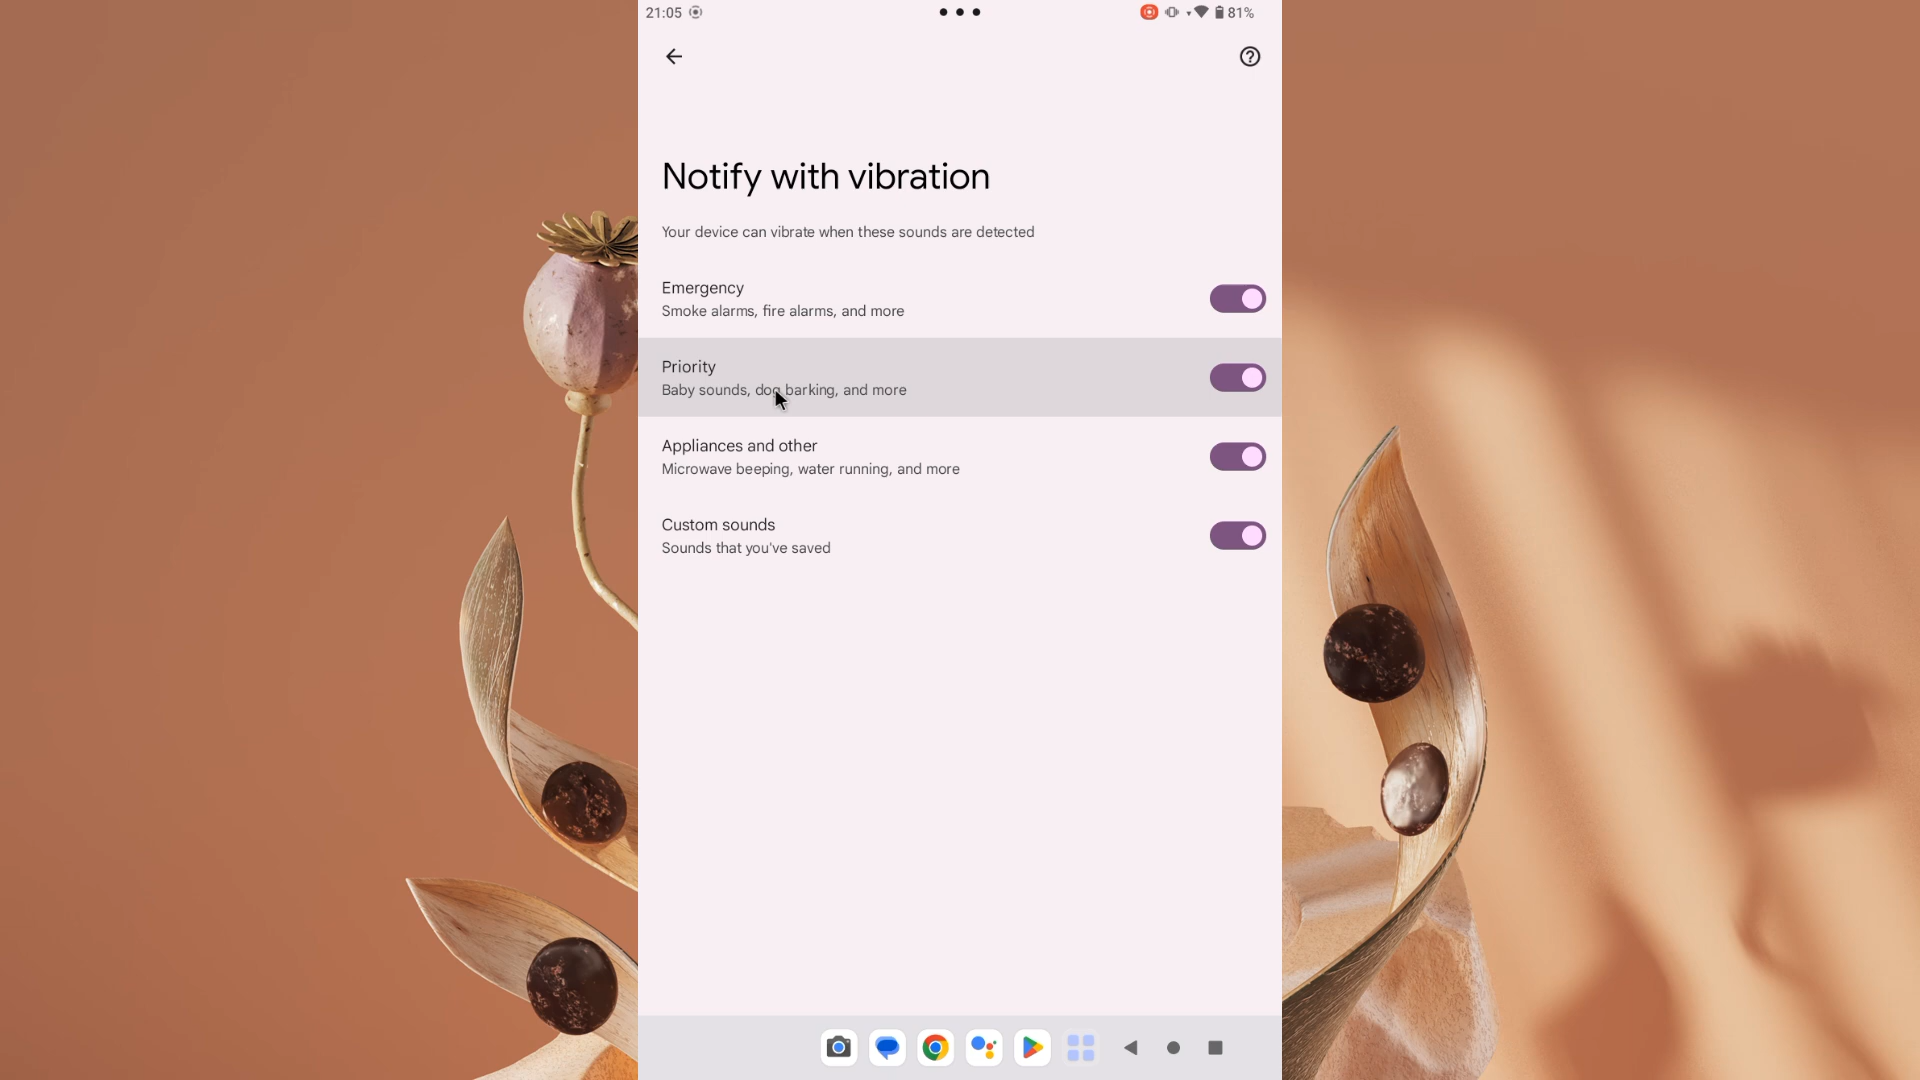 21:05
81%
Notify with vibration
Your device can vibrate when these sounds are detected
Emergency
Smoke alarms, fire alarms, and more
Priority
Baby sounds, dog barking, and more
Appliances and other
Microwave beeping, water running, and more
Custom sounds
Sounds that you've saved